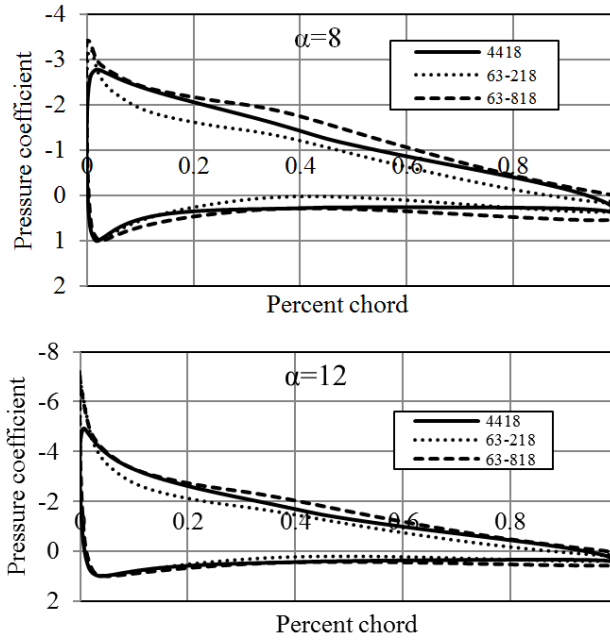 -4
α=8
-3
4418
63-218
63-818
-2
-1
0 0.2 0.4 0.6 0.8
0
1
2
Pressure coefficient
Percent chord
-8
α=12
-6
4418
63-218
63-818
-4
-2
0 0.2 0.4 0.6 0.8
0
2
Pressure coefficient
Percent chord